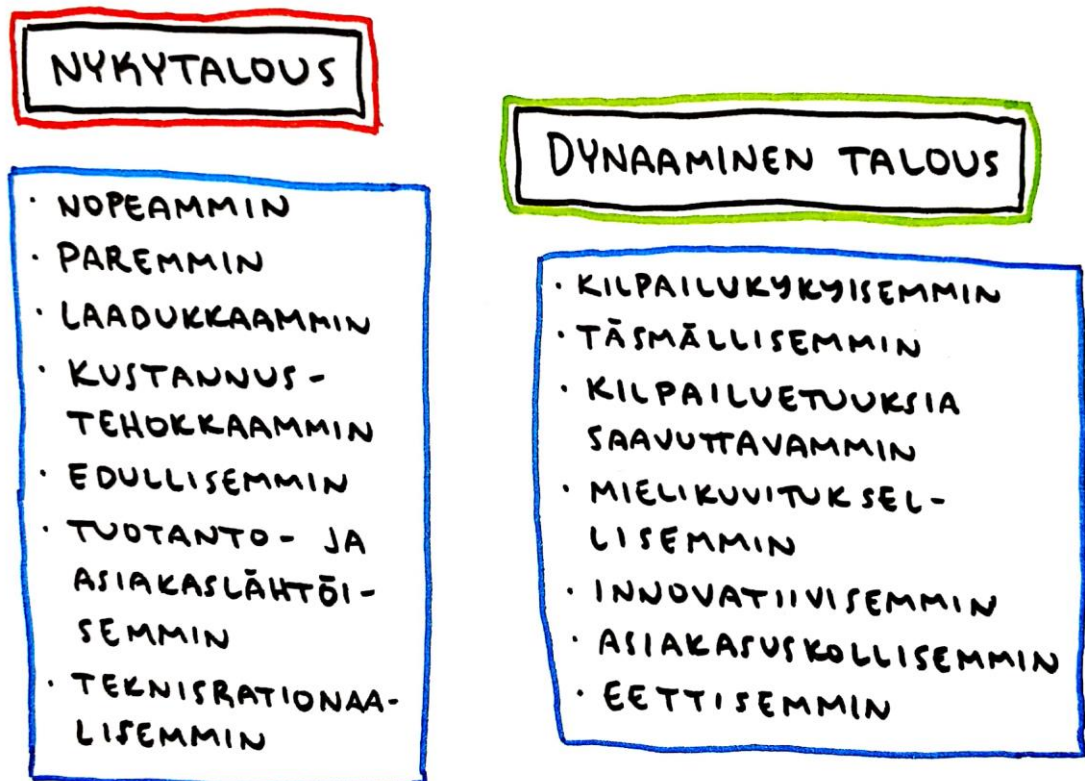 NYKYTALOUS
· NOPEAMMIN
· PAREMMIN
· LAADUKKAAMMIN
· KUSTANNUS-
TEHOKKAAMMIN
· EDULLISEMMIN
· TUOTANTO- JA
ASIAKASLÄHTÖI-
SEMMIN
· TEKNISRATIONAA-
LISEMMIN
DYNAAMINEN TALOUS
· KILPAILUKYKYISEMMIN
· TÄSMÄLLISEMMIN
· KILPAILUETUUKSIA
SAAVUTTAVAMMIN
· MIELIKUVITUKSEL-
LISEMMIN
· INNOVATIIVISEMMIN
· ASIAKASUSKOLLISEMMIN
· EETTISEMMIN